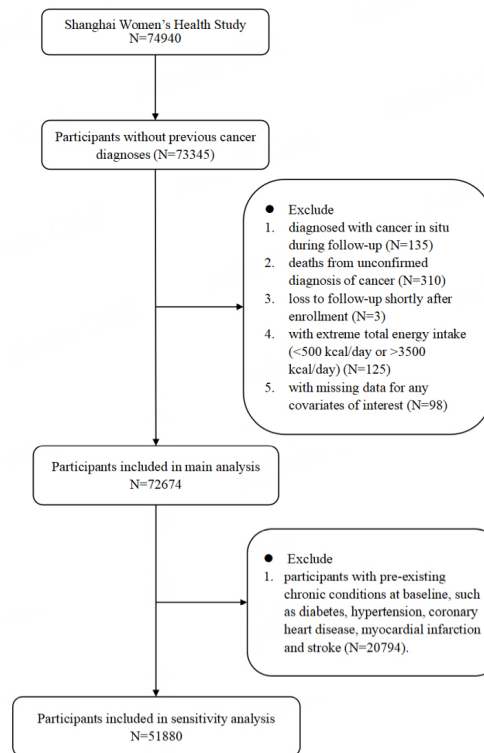 Shanghai Women's Health Study
N=74940
Participants without previous cancer
diagnoses (N=73345)
● Exclude
1. diagnosed with cancer in situ
during follow-up (N=135)
2. deaths from unconfirmed
diagnosis of cancer (N=310)
3. loss to follow-up shortly after
enrollment (N=3)
4. with extreme total energy intake
(<500 kcal/day or >3500
kcal/day) (N=125)
5. with missing data for any
covariates of interest (N=98)
Participants included in main analysis
N=72674
● Exclude
1. participants with pre-existing
chronic conditions at baseline, such
as diabetes, hypertension, coronary
heart disease, myocardial infarction
and stroke (N=20794).
Participants included in sensitivity analysis
N=51880